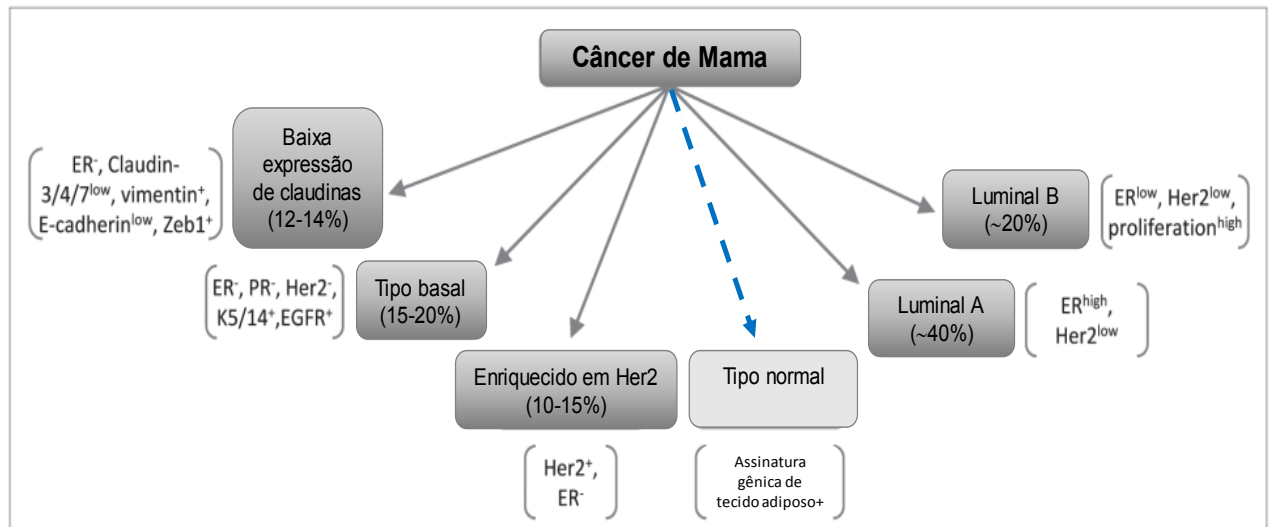 Câncer de Mama
Baixa
expressão
de claudinas
(12-14%)
ER⁻, Claudin-
3/4/7ˡᵒʷ, vimentin⁺,
E-cadherinˡᵒʷ, Zeb1⁺
Tipo basal
(15-20%)
ER⁻, PR⁻, Her2⁻,
K5/14⁺,EGFR⁺
Enriquecido em Her2
(10-15%)
Her2⁺,
ER⁻
Tipo normal
Assinatura
gênica de
tecido adiposo+
Luminal A
(~40%)
ERʰⁱᵍʰ,
Her2ˡᵒʷ
Luminal B
(~20%)
ERˡᵒʷ, Her2ˡᵒʷ,
proliferationʰⁱᵍʰ